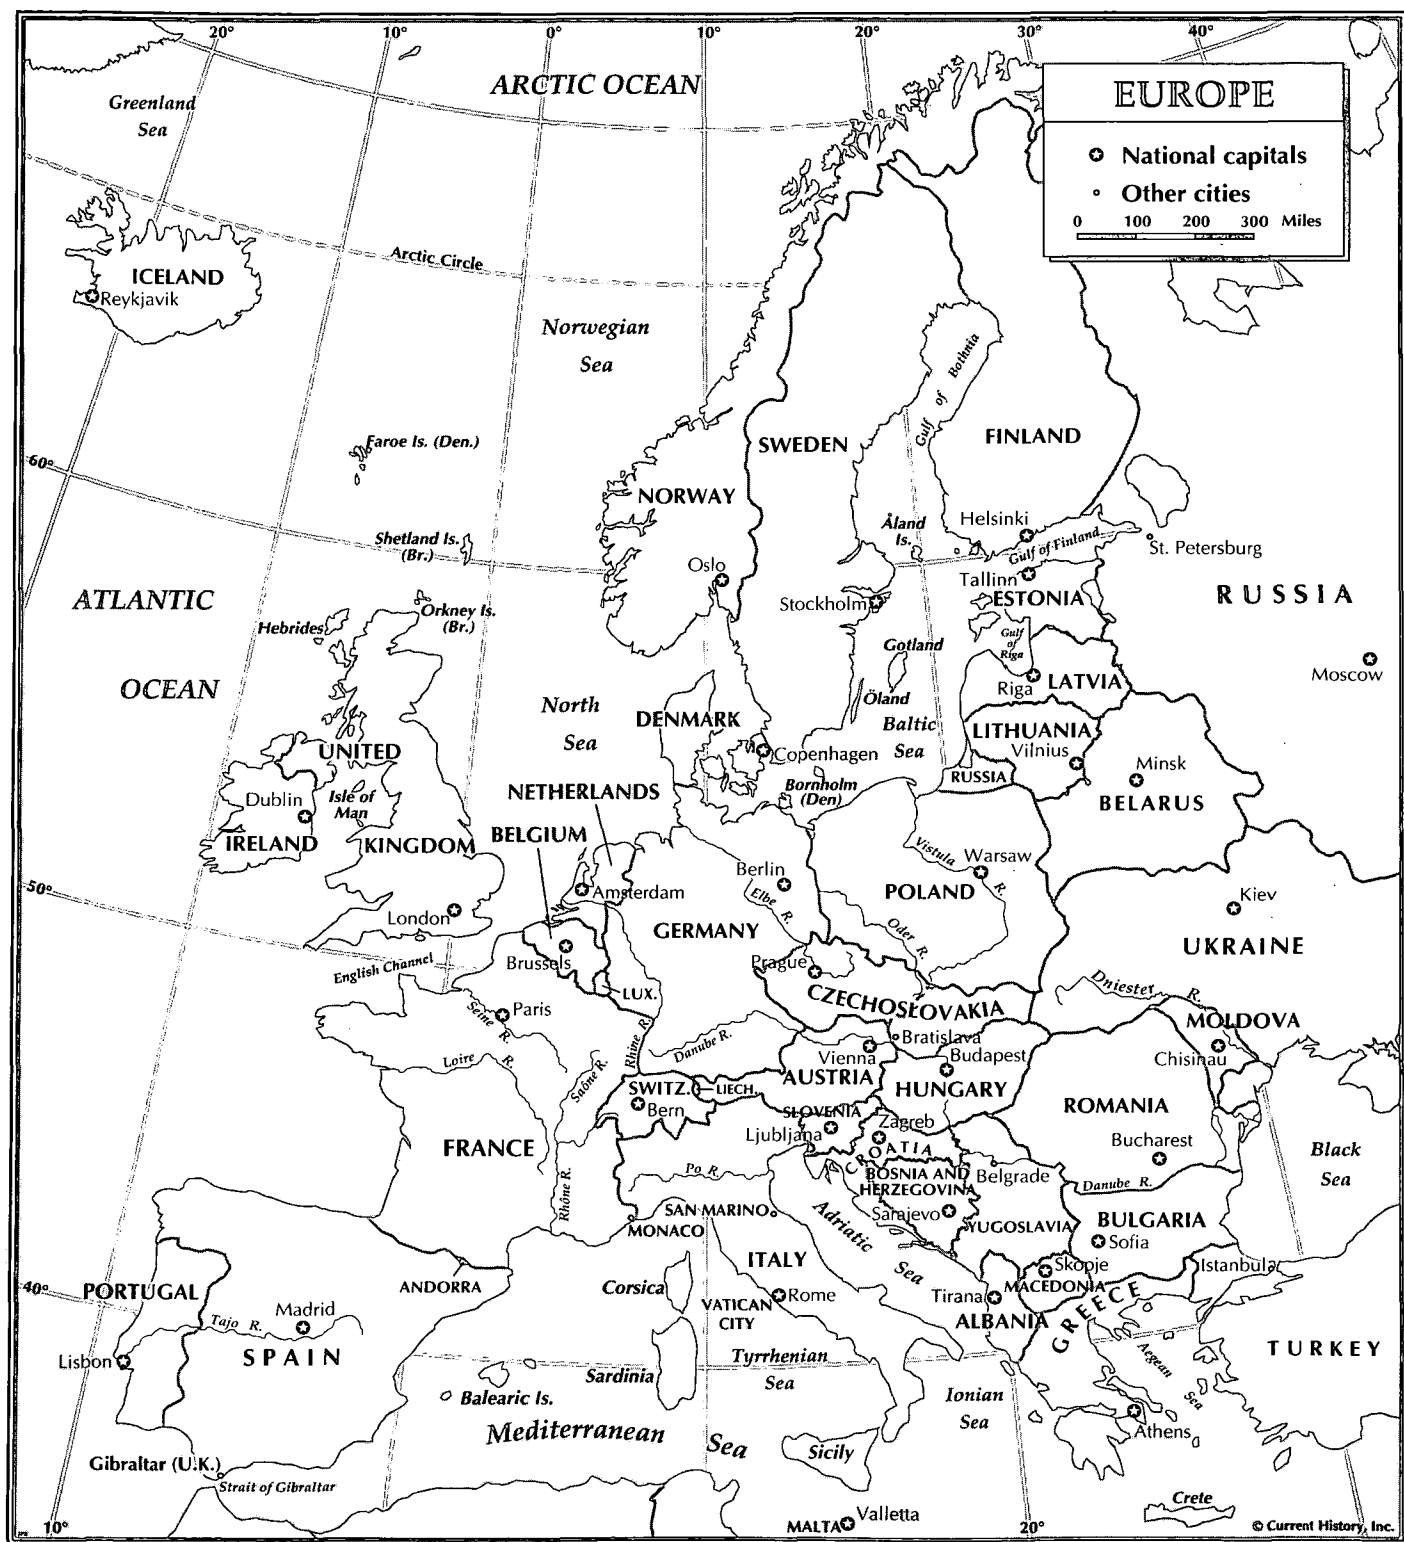 20°
10°
0°
10°
20°
30°
40°
ARCTIC OCEAN
EUROPE
National capitals
Other cities
0 100 200 300 Miles
Greenland
Sea
Arctic Circle
ICELAND
Reykjavik
Norwegian
Sea
Gulf of Bothnia
Faroe Is. (Den.)
SWEDEN
FINLAND
60°
NORWAY
Helsinki
Åland
Is.
Gulf of Finland
St. Petersburg
Shetland Is.
(Br.)
Oslo
Tallinn
ESTONIA
RUSSIA
Stockholm
ATLANTIC
OCEAN
Orkney Is.
(Br.)
Hebrides
Gulf
of
Riga
Gotland
Moscow
Riga
LATVIA
Öland
North
Sea
DENMARK
Baltic
Sea
LITHUANIA
Vilnius
UNITED
KINGDOM
Copenhagen
Minsk
BELARUS
RUSSIA
Bornholm
(Den)
NETHERLANDS
Dublin
Isle of
Man
IRELAND
BELGIUM
Vistula R.
Warsaw
Berlin
Elbe R.
POLAND
50°
Amsterdam
Kiev
London
GERMANY
Oder R.
UKRAINE
English Channel
Brussels
Prague
LUX.
CZECHOSLOVAKIA
Dniester R.
Paris
Seine R.
MOLDOVA
Rhine R.
Danube R.
Bratislava
Vienna
Budapest
Chisinau
Loire R.
Saône R.
AUSTRIA
HUNGARY
SWITZ.
LIECH.
Bern
SLOVENIA
Ljubljana
Zagreb
CROATIA
ROMANIA
Bucharest
FRANCE
Black
Sea
Po R.
BOSNIA AND
HERZEGOVINA
Belgrade
Danube R.
Rhône R.
Sarajevo
SAN MARINO
MONACO
Adriatic
Sea
YUGOSLAVIA
BULGARIA
Sofia
ITALY
Skopje
Istanbul
ANDORRA
Corsica
40°
PORTUGAL
MACEDONIA
Rome
VATICAN
CITY
Tirana
ALBANIA
GREECE
Madrid
Tajo R.
Lisbon
SPAIN
TURKEY
Tyrrhenian
Sea
Aegean
Sea
Sardinia
Balearic Is.
Ionian
Sea
Athens
Mediterranean Sea
Sicily
Gibraltar (U.K.)
Strait of Gibraltar
Crete
Valletta
MALTA
10°
20°
© Current History, Inc.